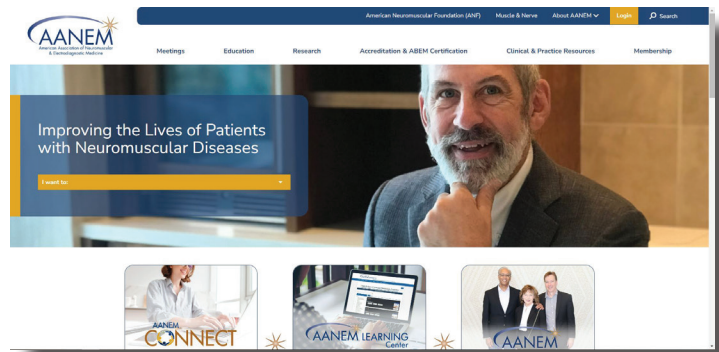 American Neuromuscular Foundation (ANF) Muscle & Nerve About AANEM Login Search
AANEM
American Association of Neuromuscular
& Electrodiagnostic Medicine
Meetings Education Research Accreditation & ABEM Certification Clinical & Practice Resources Membership
Improving the Lives of Patients
with Neuromuscular Diseases
I want to:
AANEM
CONNECT
AANEM LEARNING
Center
AANEM